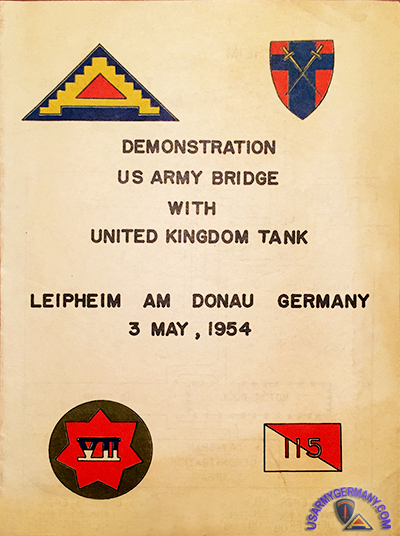 DEMONSTRATION
US ARMY BRIDGE
WITH
UNITED KINGDOM TANK
LEIPHEIM AM DONAU GERMANY
3 MAY, 1954
VII
115
USARMYGERMANY.COM